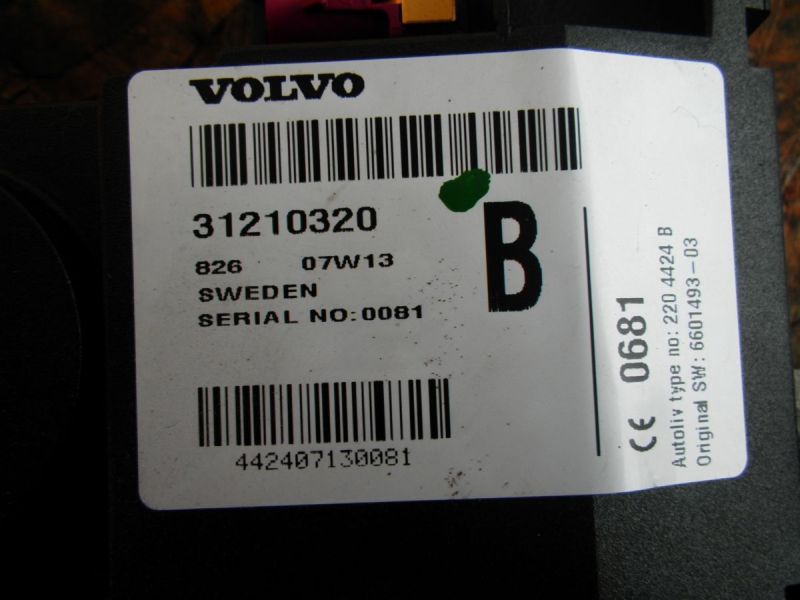 VOLVO
31210320
B
826 07W13
SWEDEN
SERIAL NO:0081
442407130081
CE 0681
Autoliv type no: 220 4424 B
Original SW: 6601493-03